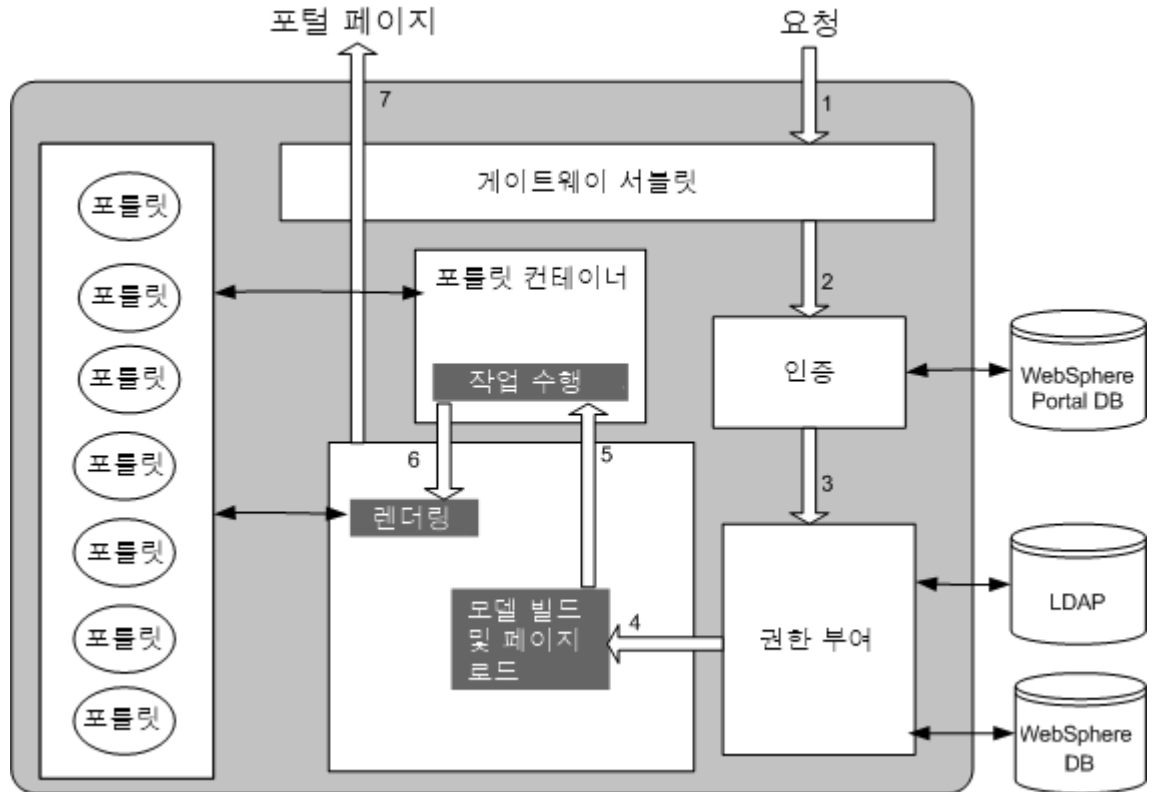 포털 페이지
요청
7
1
게이트웨이 서블릿
포틀릿
포틀릿
포틀릿
포틀릿
포틀릿
포틀릿
포틀릿
포틀릿 컨테이너
작업 수행
2
인증
WebSphere
Portal DB
6
5
3
렌더링
모델 빌드
및 페이지
로드
4
권한 부여
LDAP
WebSphere
DB